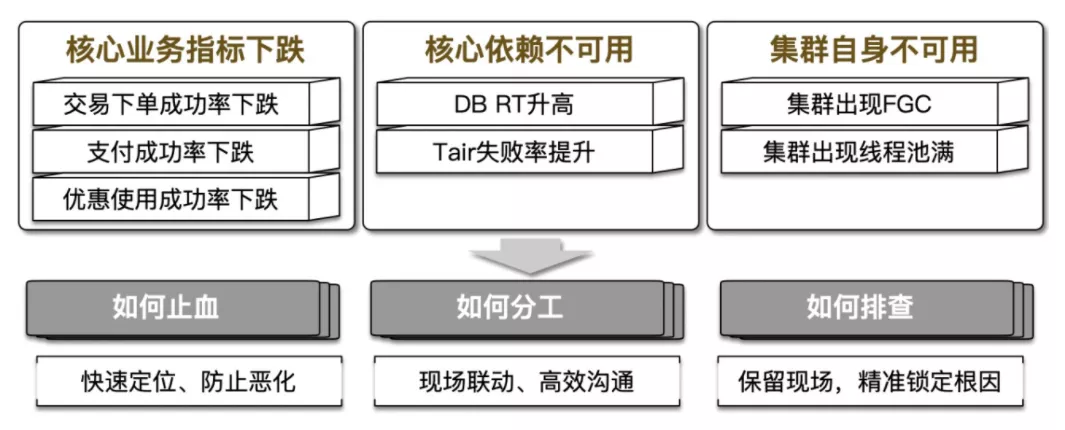 核心业务指标下跌
交易下单成功率下跌
支付成功率下跌
优惠使用成功率下跌
核心依赖不可用
DB RT升高
Tair失败率提升
集群自身不可用
集群出现FGC
集群出现线程池满
如何止血
快速定位、防止恶化
如何分工
现场联动、高效沟通
如何排查
保留现场，精准锁定根因